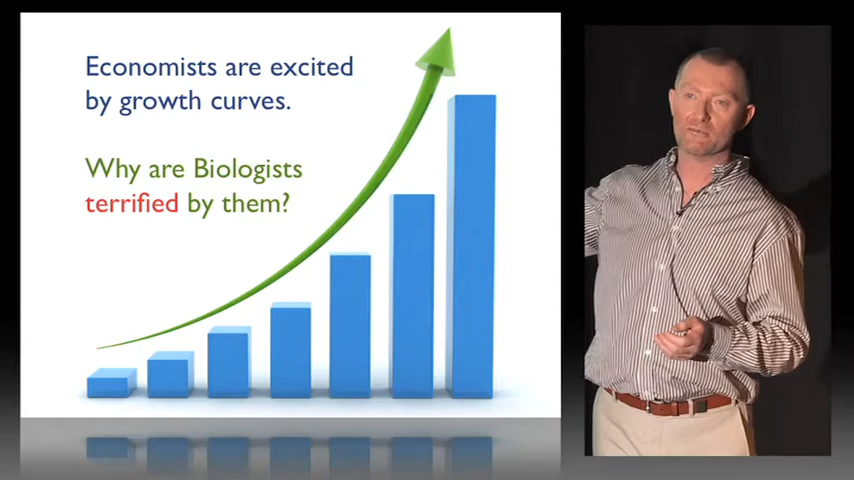 Economists are excited
by growth curves.
Why are Biologists
terrified by them?